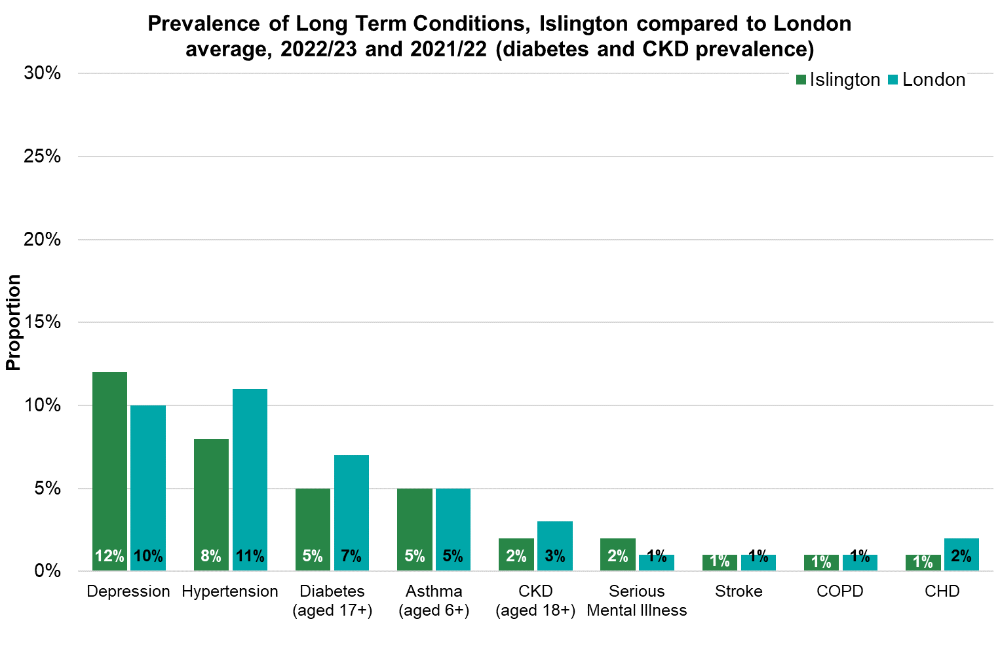 Prevalence of Long Term Conditions, Islington compared to London
average, 2022/23 and 2021/22 (diabetes and CKD prevalence)
Islington London
30%
25%
20%
15%
10%
5%
0%
Proportion
12% 10% 8% 11% 5% 7% 5% 5% 2% 3% 2% 1% 1% 1% 1% 1% 1% 2%
Depression Hypertension Diabetes Asthma CKD Serious Stroke COPD CHD
(aged 17+) (aged 6+) (aged 18+) Mental Illness